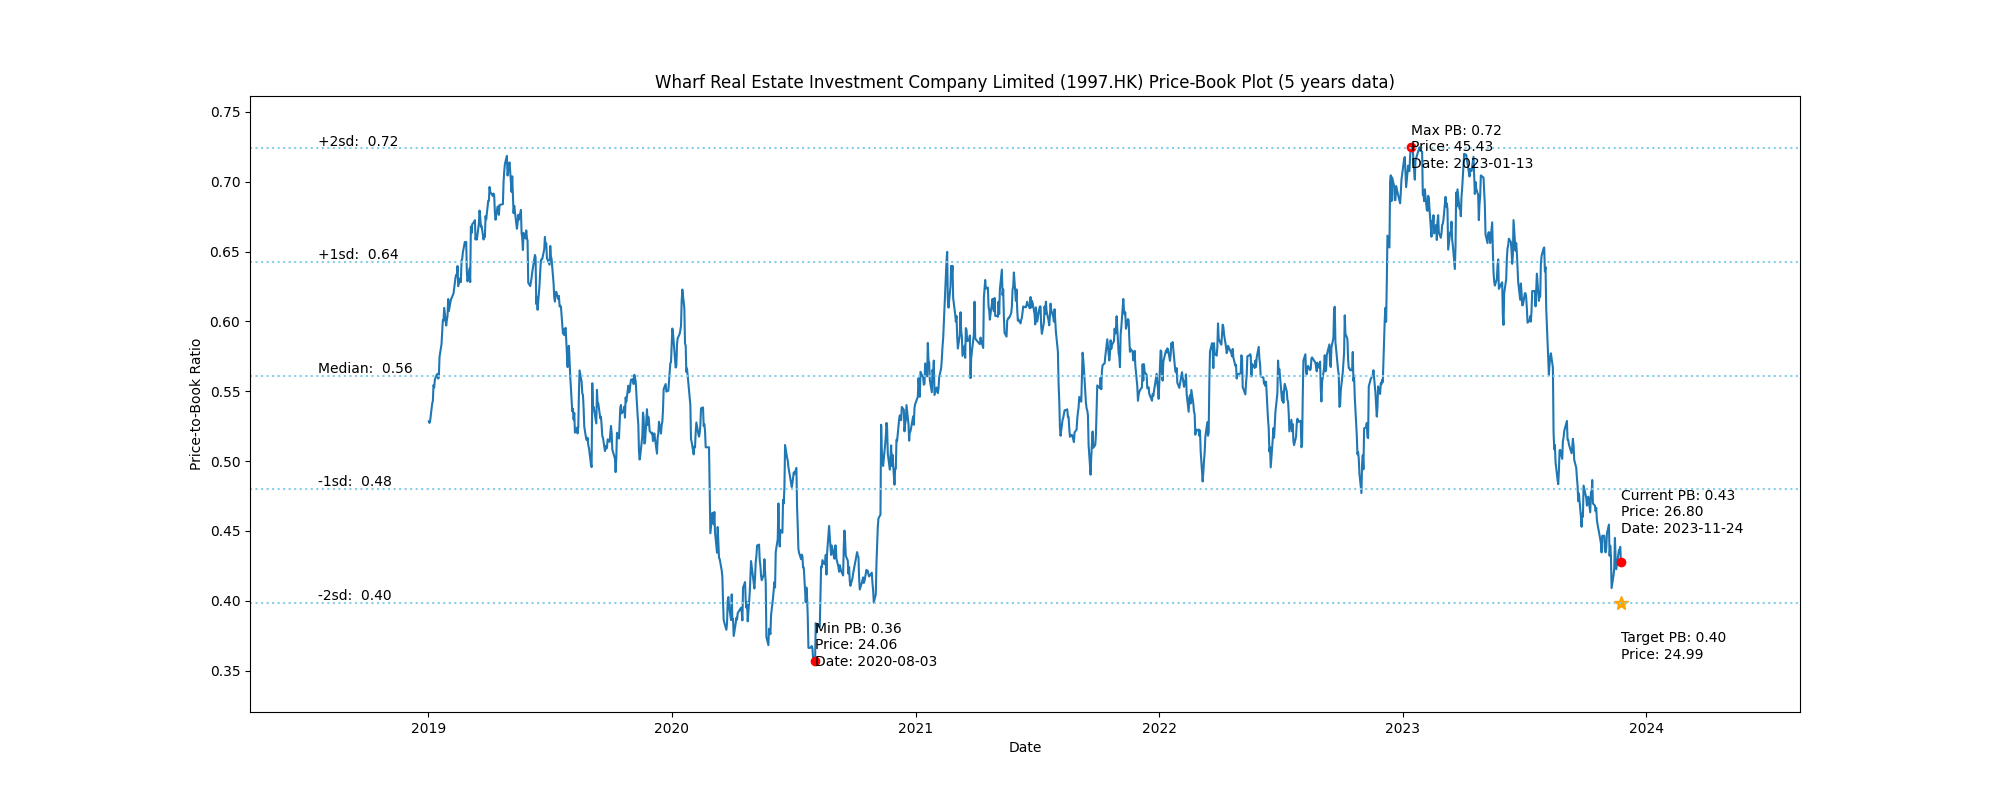 Wharf Real Estate Investment Company Limited (1997.HK) Price-Book Plot (5 years data)
Price-to-Book Ratio
0.75
0.70
0.65
0.60
0.55
0.50
0.45
0.40
0.35
+2sd:  0.72
+1sd:  0.64
Median:  0.56
-1sd:  0.48
-2sd:  0.40
Max PB: 0.72
Price: 45.43
Date: 2023-01-13
Min PB: 0.36
Price: 24.06
Date: 2020-08-03
Current PB: 0.43
Price: 26.80
Date: 2023-11-24
Target PB: 0.40
Price: 24.99
2019
2020
2021
2022
2023
2024
Date